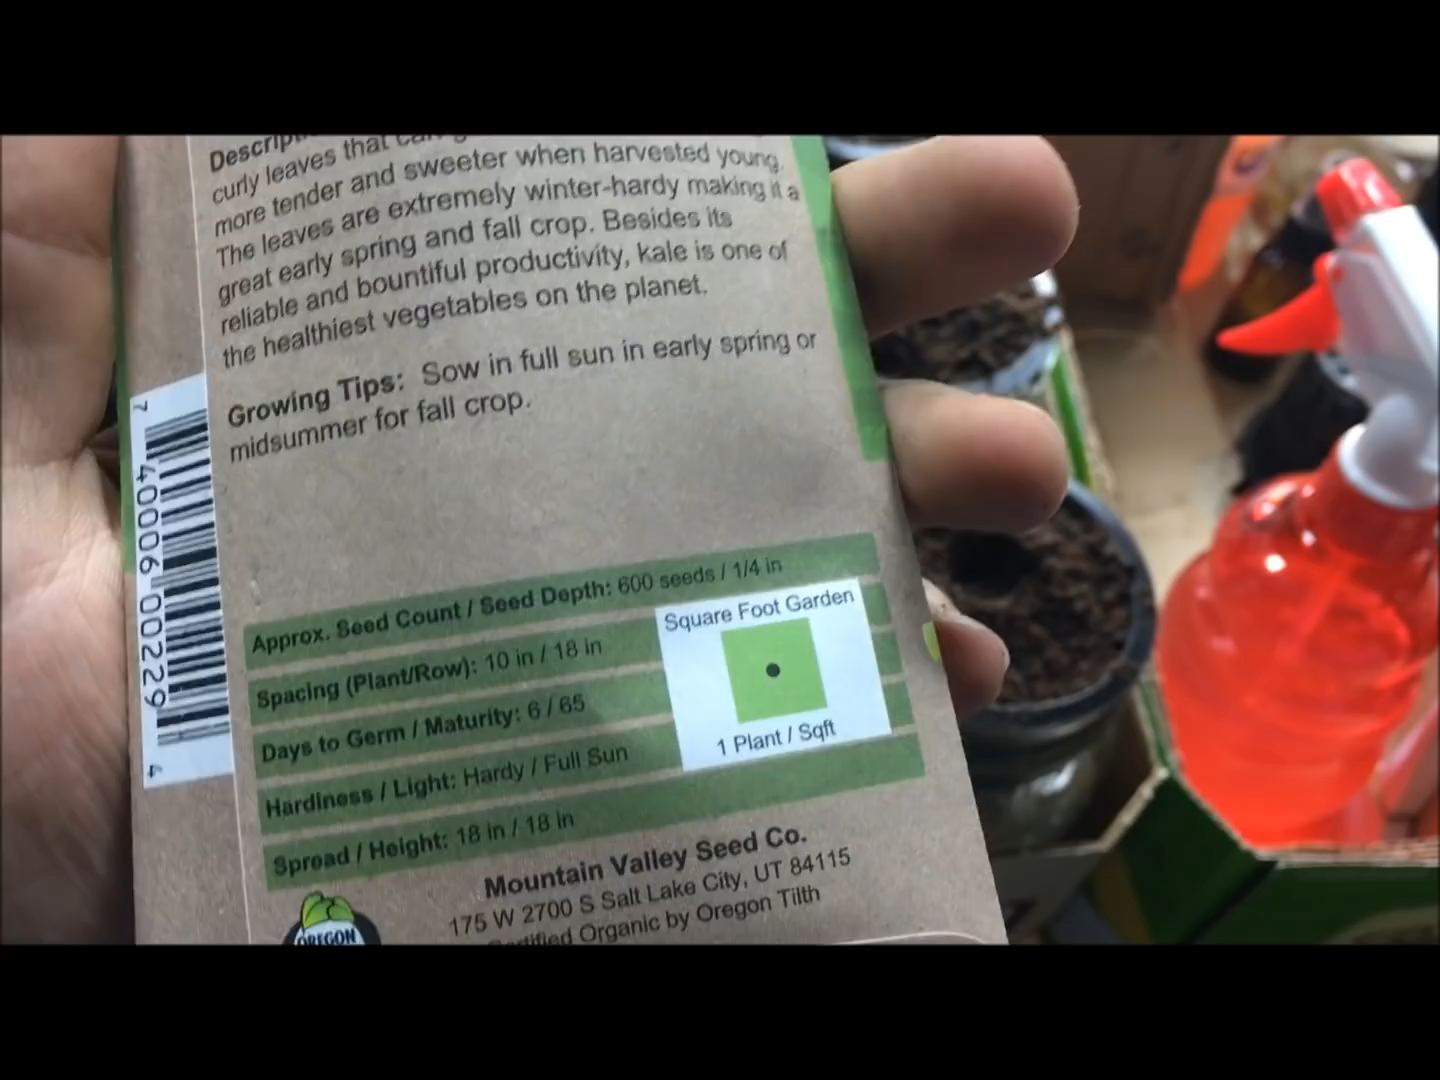 Descripti
curly leaves that can
more tender and sweeter when harvested young.
The leaves are extremely winter-hardy making it a
great early spring and fall crop. Besides its
reliable and bountiful productivity, kale is one of
the healthiest vegetables on the planet.
Growing Tips: Sow in full sun in early spring or
midsummer for fall crop.
7 40006 00229 4
Approx. Seed Count / Seed Depth: 600 seeds / 1/4 in
Spacing (Plant/Row): 10 in / 18 in
Days to Germ / Maturity: 6 / 65
Hardiness / Light: Hardy / Full Sun
Spread / Height: 18 in / 18 in
Square Foot Garden
1 Plant / Sqft
Mountain Valley Seed Co.
175 W 2700 S Salt Lake City, UT 84115
Certified Organic by Oregon Tilth
OREGON